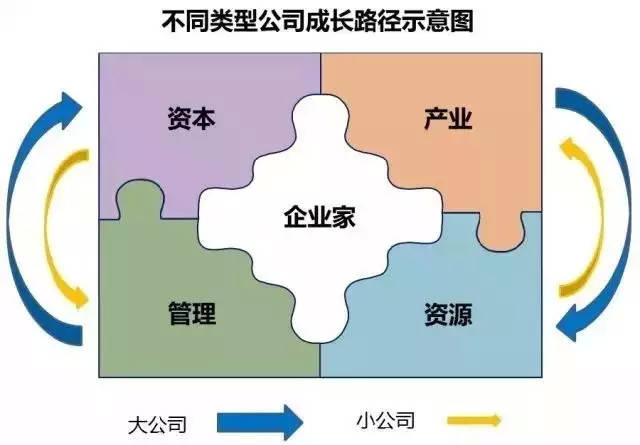 不同类型公司成长路径示意图
资本
产业
企业家
管理
资源
大公司
小公司